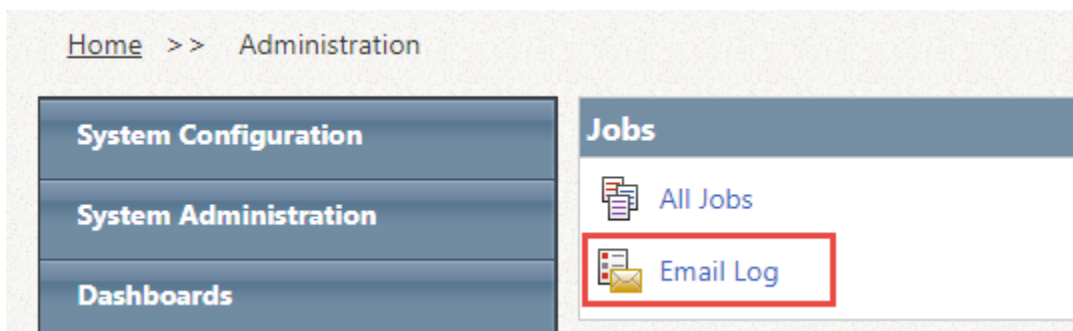 Home >> Administration
System Configuration
System Administration
Dashboards
Jobs
All Jobs
Email Log